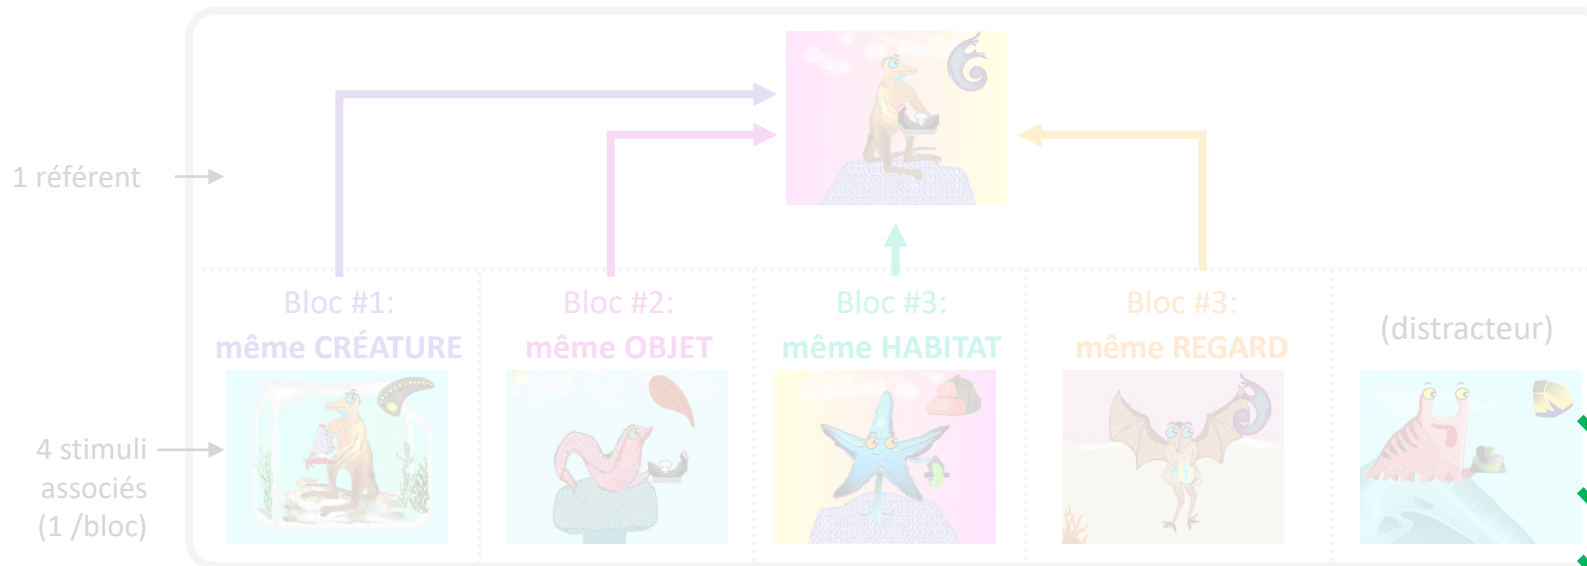 1 référent
Bloc #1:
même CRÉATURE
Bloc #2:
même OBJET
Bloc #3:
même HABITAT
Bloc #3:
même REGARD
(distracteur)
4 stimuli
associés
(1 /bloc)